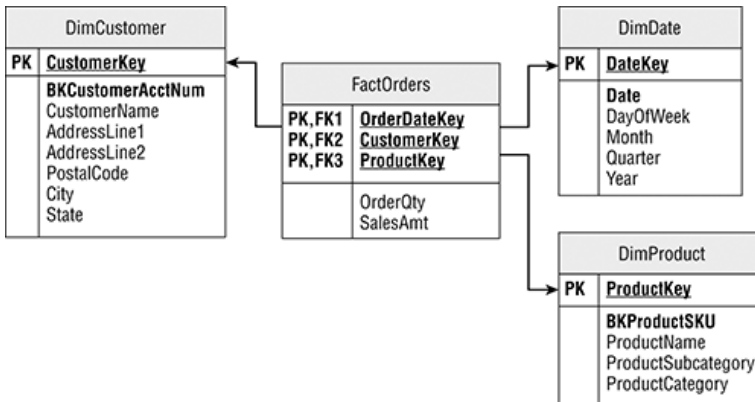 DimCustomer
PK CustomerKey
BKCustomerAcctNum
CustomerName
AddressLine1
AddressLine2
PostalCode
City
State
FactOrders
PK,FK1 OrderDateKey
PK,FK2 CustomerKey
PK,FK3 ProductKey
OrderQty
SalesAmt
DimDate
PK DateKey
Date
DayOfWeek
Month
Quarter
Year
DimProduct
PK ProductKey
BKProductSKU
ProductName
ProductSubcategory
ProductCategory